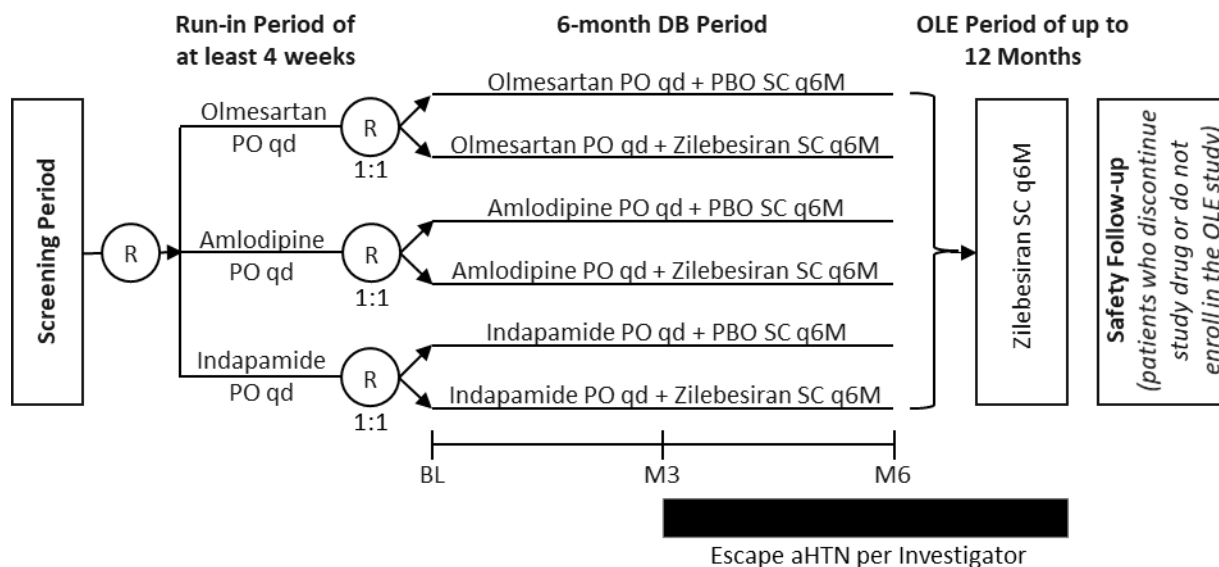 Run-in Period of
at least 4 weeks
6-month DB Period
OLE Period of up to
12 Months
Screening Period
R
Olmesartan
PO qd
R
1:1
Olmesartan PO qd + PBO SC q6M
Olmesartan PO qd + Zilebesiran SC q6M
Amlodipine
PO qd
R
1:1
Amlodipine PO qd + PBO SC q6M
Amlodipine PO qd + Zilebesiran SC q6M
Indapamide
PO qd
R
1:1
Indapamide PO qd + PBO SC q6M
Indapamide PO qd + Zilebesiran SC q6M
Zilebesiran SC q6M
Safety Follow-up
(patients who discontinue
study drug or do not
enroll in the OLE study)
BL
M3
M6
Escape aHTN per Investigator